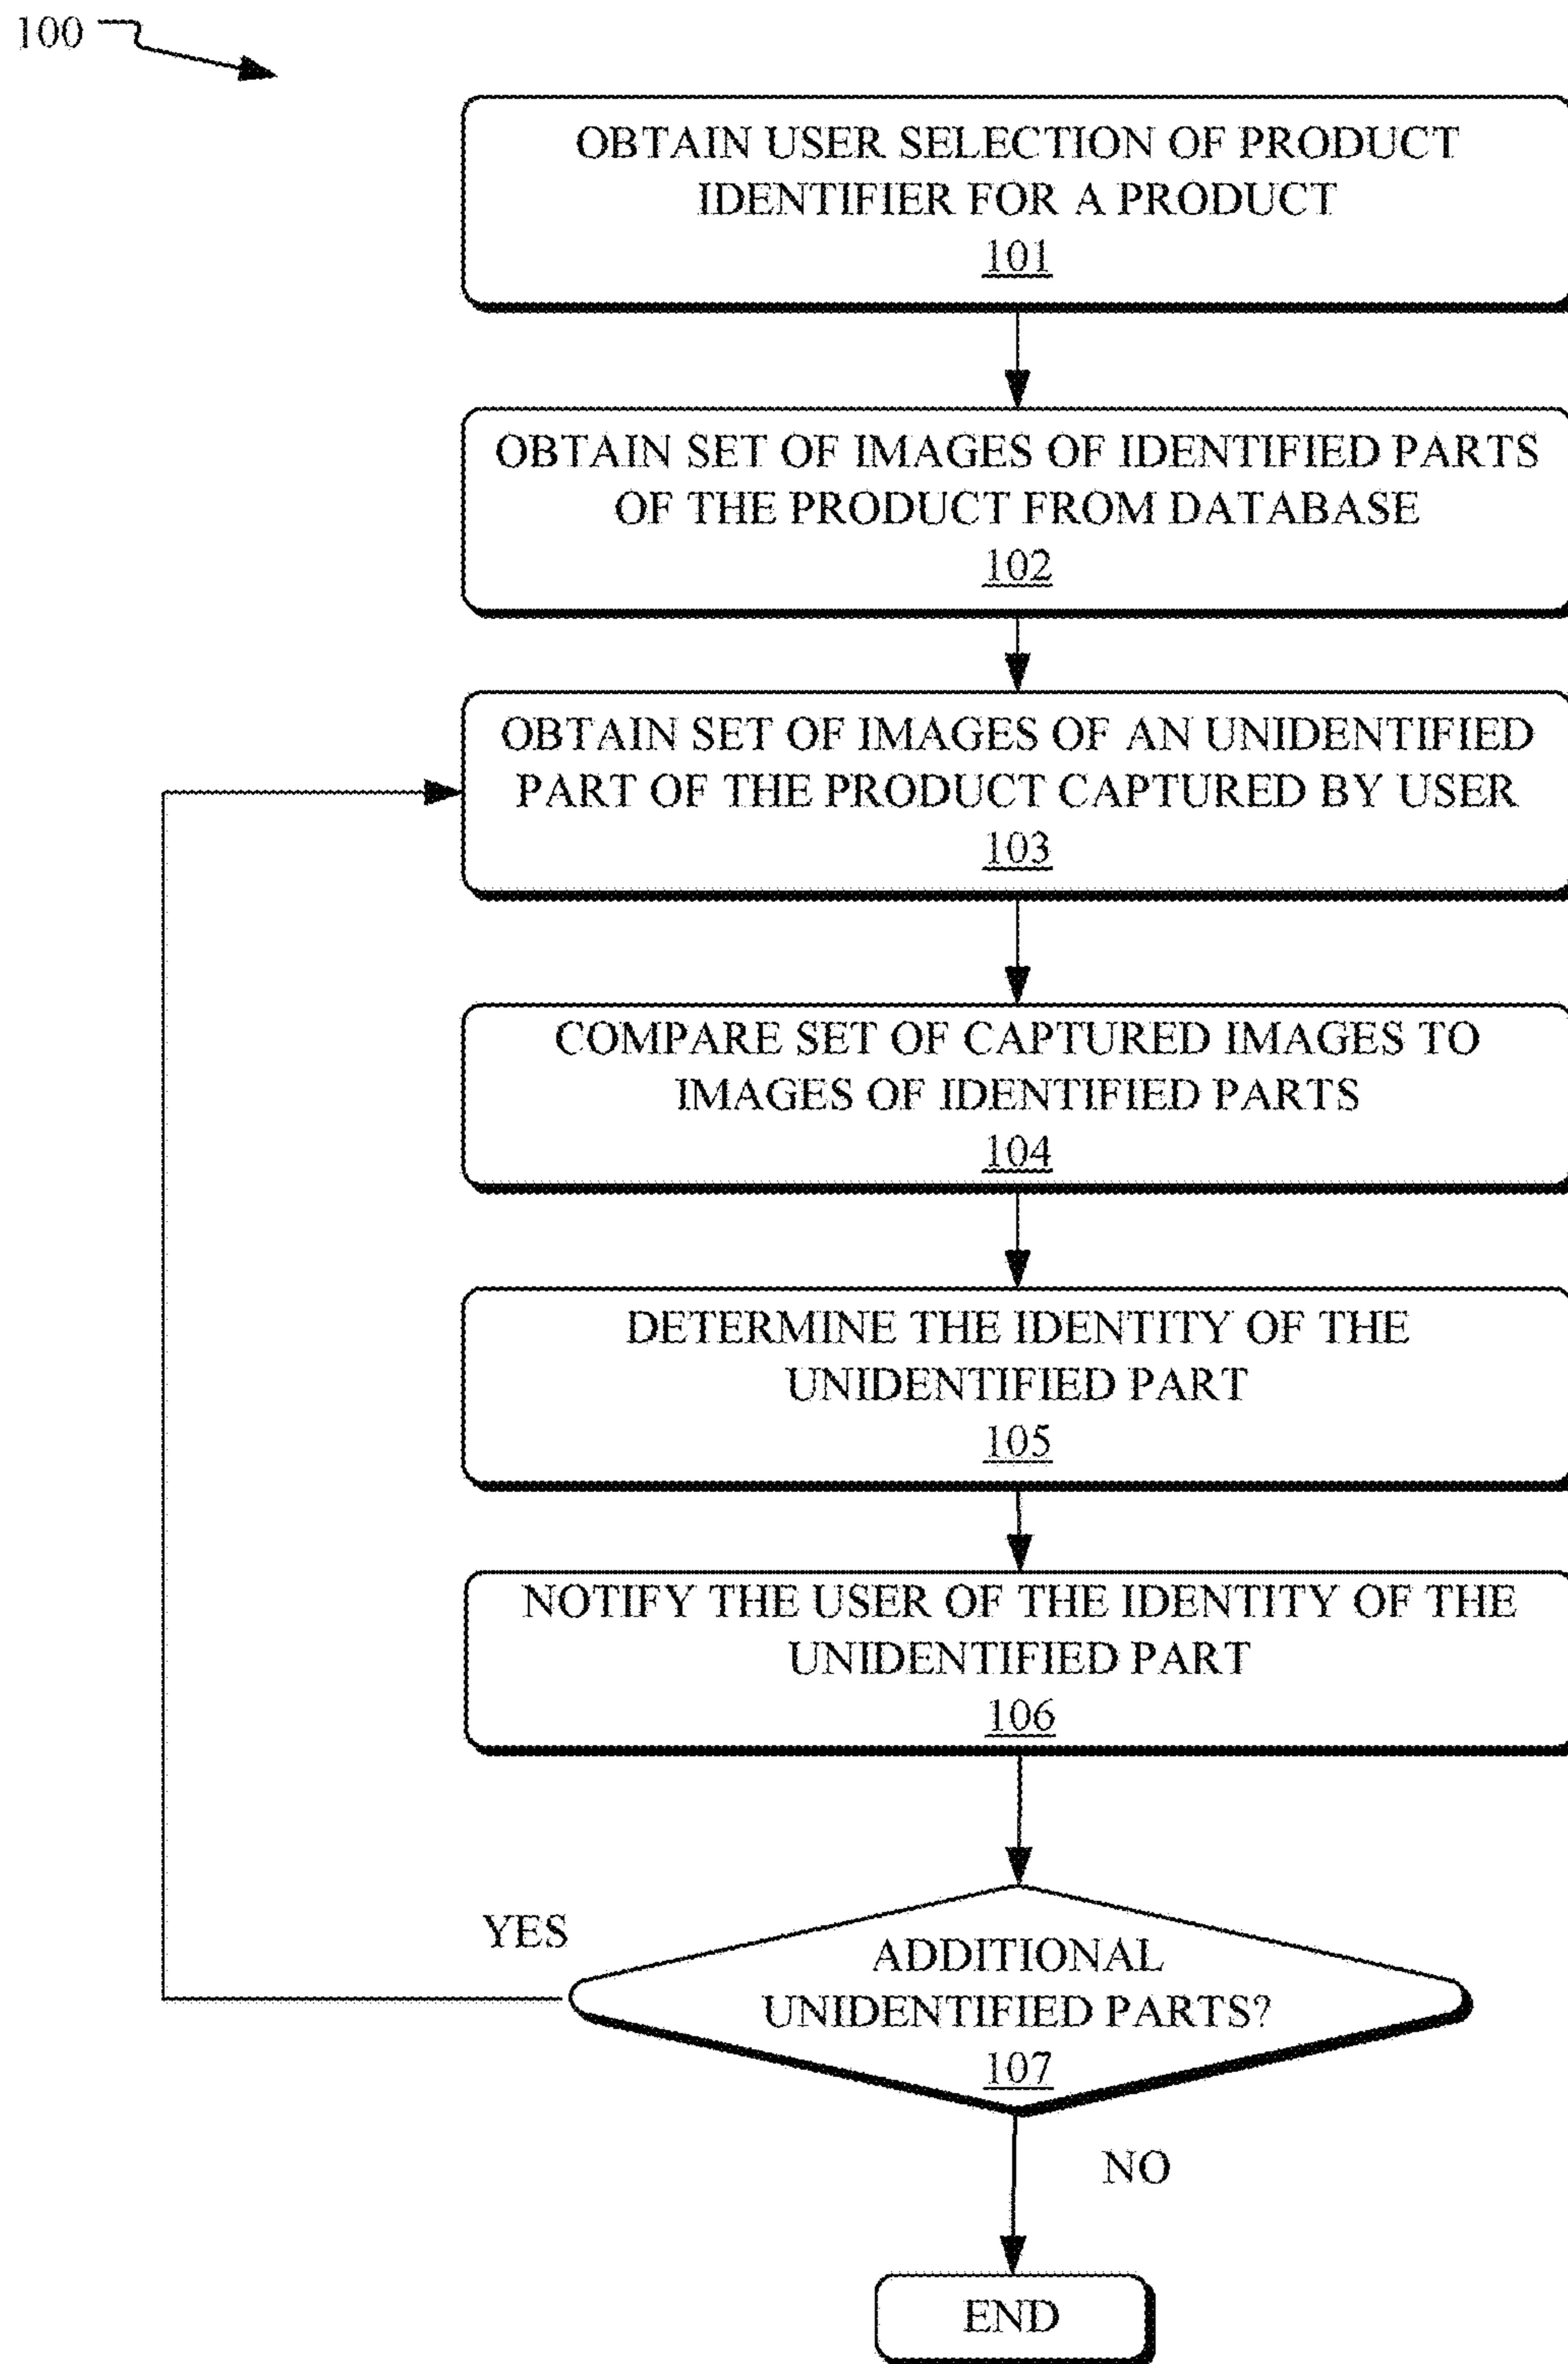 100
OBTAIN USER SELECTION OF PRODUCT
IDENTIFIER FOR A PRODUCT
101
OBTAIN SET OF IMAGES OF IDENTIFIED PARTS
OF THE PRODUCT FROM DATABASE
102
OBTAIN SET OF IMAGES OF AN UNIDENTIFIED
PART OF THE PRODUCT CAPTURED BY USER
103
COMPARE SET OF CAPTURED IMAGES TO
IMAGES OF IDENTIFIED PARTS
104
DETERMINE THE IDENTITY OF THE
UNIDENTIFIED PART
105
NOTIFY THE USER OF THE IDENTITY OF THE
UNIDENTIFIED PART
106
YES
ADDITIONAL
UNIDENTIFIED PARTS?
107
NO
END